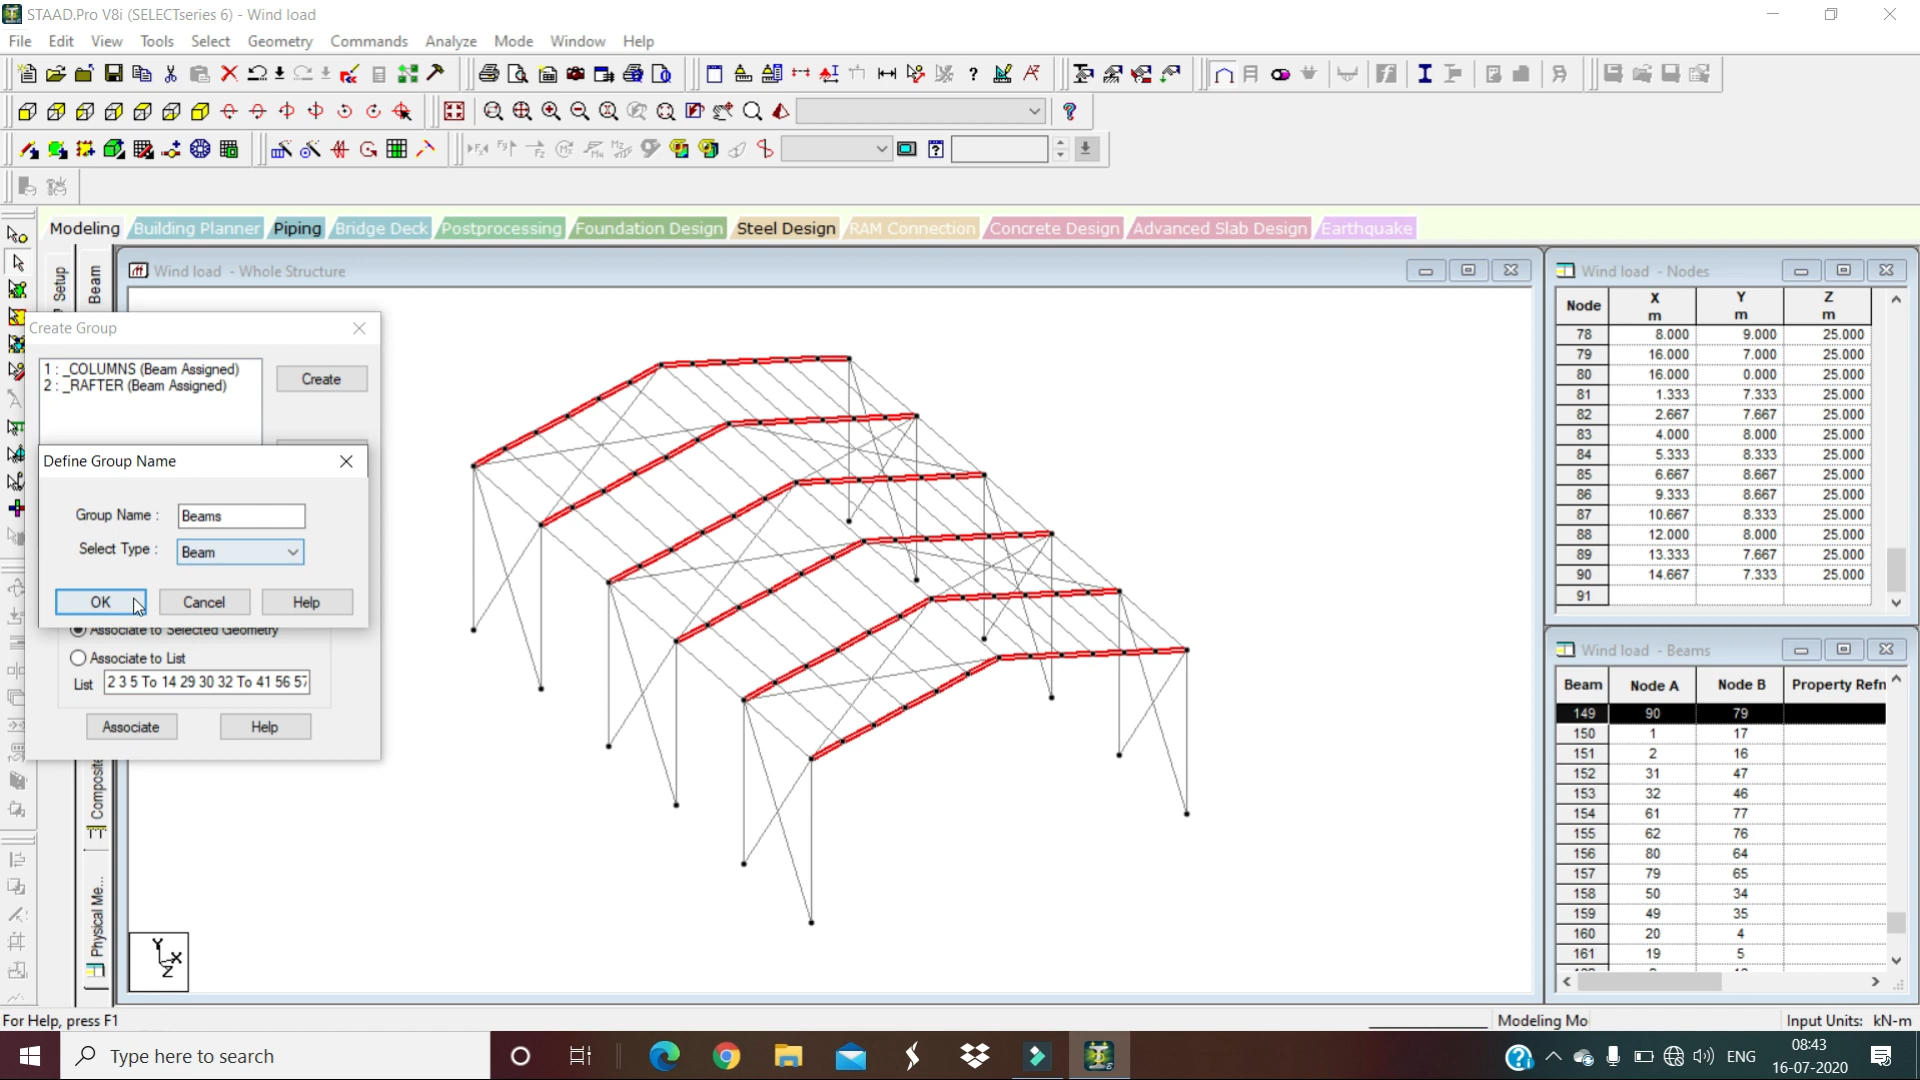 STAAD.Pro V8i (SELECTseries 6) - Wind load
File Edit View Tools Select Geometry Commands Analyze Mode Window Help
Modeling Building Planner Piping Bridge Deck Postprocessing Foundation Design Steel Design RAM Connection Concrete Design Advanced Slab Design Earthquake
Setup
Beam
Composite
Physical Me...
Wind load - Whole Structure
Create Group
1 : _COLUMNS (Beam Assigned)
2 : _RAFTER (Beam Assigned)
Create
Define Group Name
Group Name : Beams
Select Type : Beam
OK Cancel Help
Associate to Selected Geometry
Associate to List
List 2 3 5 To 14 29 30 32 To 41 56 57
Associate Help
Y
X
Z
Wind load - Nodes
Node X m Y m Z m
78 8.000 9.000 25.000
79 16.000 7.000 25.000
80 16.000 0.000 25.000
81 1.333 7.333 25.000
82 2.667 7.667 25.000
83 4.000 8.000 25.000
84 5.333 8.333 25.000
85 6.667 8.667 25.000
86 9.333 8.667 25.000
87 10.667 8.333 25.000
88 12.000 8.000 25.000
89 13.333 7.667 25.000
90 14.667 7.333 25.000
91
Wind load - Beams
Beam Node A Node B Property Refn
149 90 79
150 1 17
151 2 16
152 31 47
153 32 46
154 61 77
155 62 76
156 80 64
157 79 65
158 50 34
159 49 35
160 20 4
161 19 5
For Help, press F1
Modeling Mo
Input Units: kN-m
Type here to search
ENG
08:43
16-07-2020